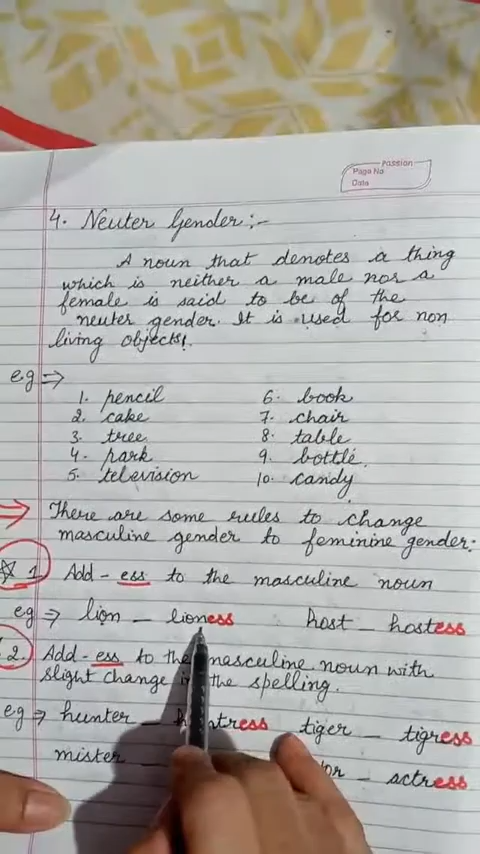 Passion
Page No
Date
4. Neuter Gender:-
A noun that denotes a thing
which is neither a male nor a
female is said to be of the
neuter gender. It is used for non
living objects!
eg ⇒
1. pencil 6. book
2. cake 7. chair
3. tree 8. table
4. park 9. bottle.
5. television 10. candy
⇒ There are some rules to change
masculine gender to feminine gender:
☆ 1 Add - ess to the masculine noun
eg ⇒ lion - lioness host - hostess
2. Add - ess to the masculine noun with
slight change the spelling.
eg ⇒ hunter tiger - tigress
mister - - actress